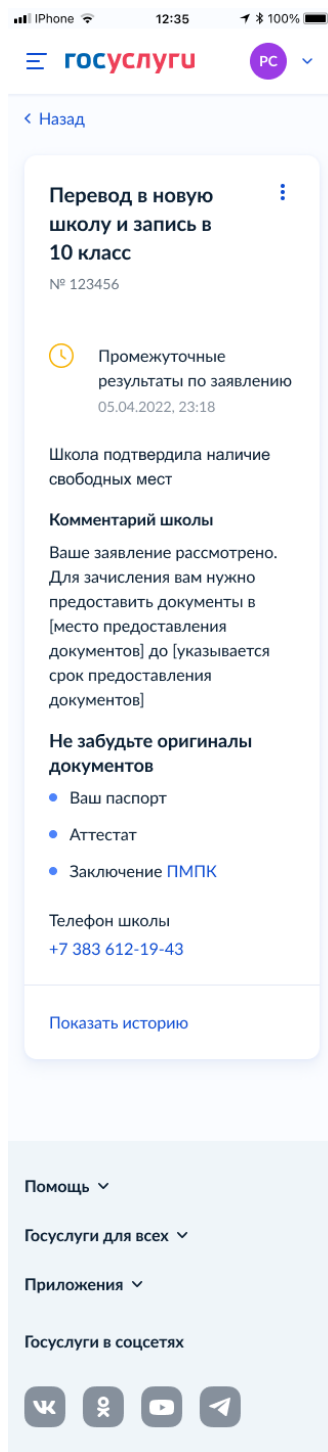 IPhone 12:35 100%
госуслуги РС
Назад
Перевод в новую
школу и запись в
10 класс
№ 123456
Промежуточные
результаты по заявлению
05.04.2022, 23:18
Школа подтвердила наличие
свободных мест
Комментарий школы
Ваше заявление рассмотрено.
Для зачисления вам нужно
предоставить документы в
[место предоставления
документов] до [указывается
срок предоставления
документов]
Не забудьте оригиналы
документов
Ваш паспорт
Аттестат
Заключение ПМПК
Телефон школы
+7 383 612-19-43
Показать историю
Помощь
Госуслуги для всех
Приложения
Госуслуги в соцсетях